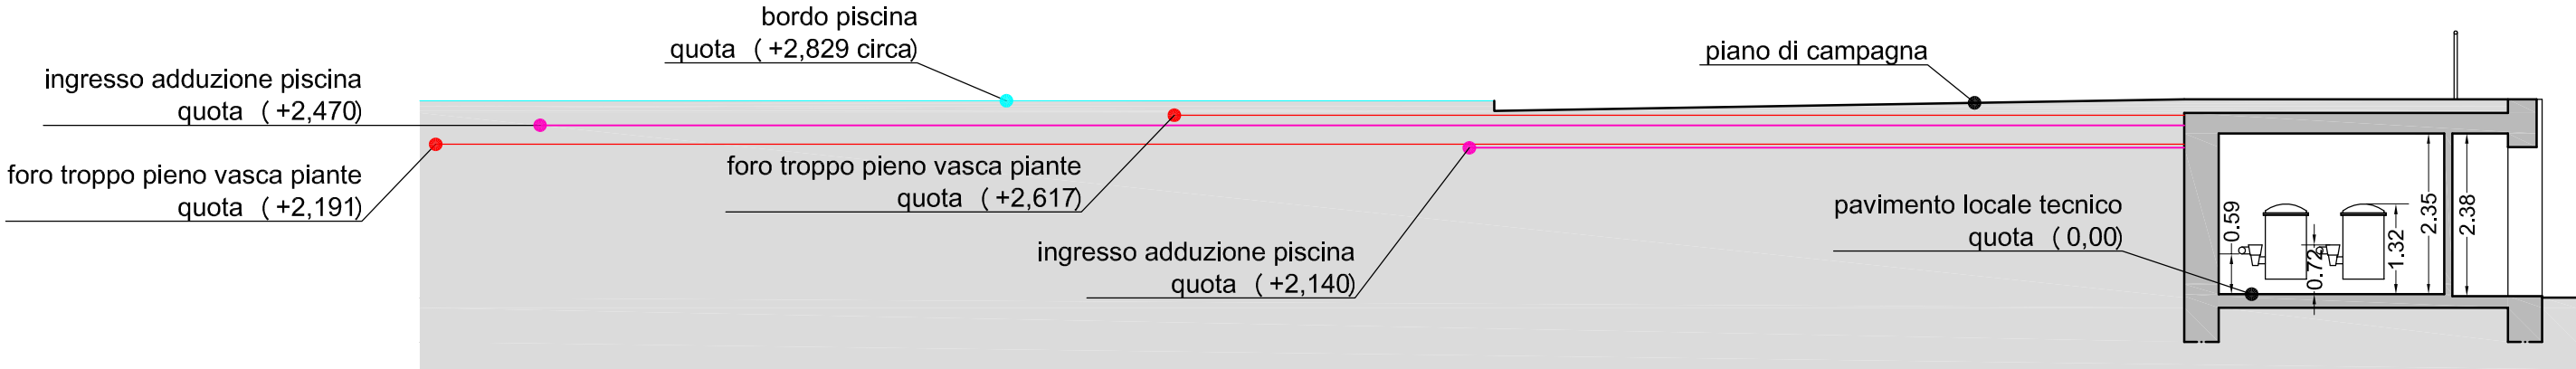 bordo piscina
quota (+2,829 circa)
piano di campagna
ingresso adduzione piscina
quota (+2,470)
foro troppo pieno vasca piante
quota (+2,191)
foro troppo pieno vasca piante
quota (+2,617)
ingresso adduzione piscina
quota (+2,140)
pavimento locale tecnico
quota (0,00)
0.59
0.72
1.32
2.35
2.38